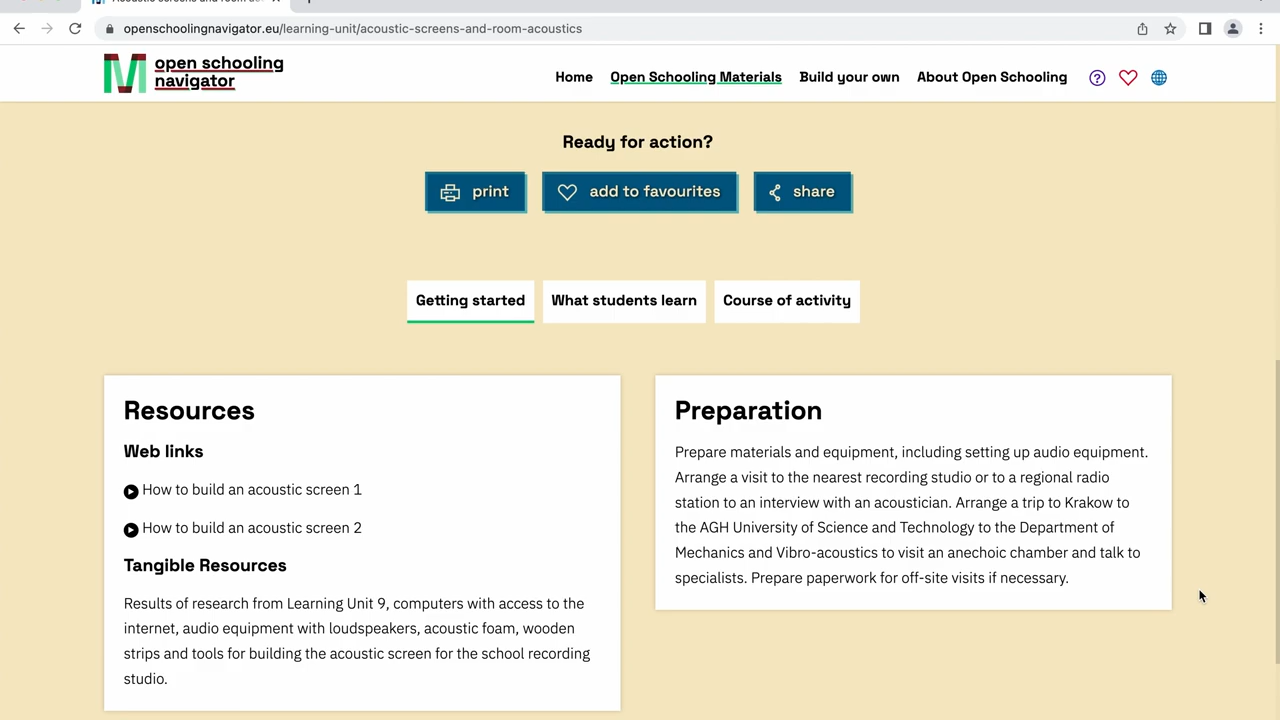 openschoolingnavigator.eu/learning-unit/acoustic-screens-and-room-acoustics
open schooling
navigator
Home
Open Schooling Materials
Build your own
About Open Schooling
?
Ready for action?
print
add to favourites
share
Getting started
What students learn
Course of activity
Resources
Web links
How to build an acoustic screen 1
How to build an acoustic screen 2
Tangible Resources
Results of research from Learning Unit 9, computers with access to the
internet, audio equipment with loudspeakers, acoustic foam, wooden
strips and tools for building the acoustic screen for the school recording
studio.
Preparation
Prepare materials and equipment, including setting up audio equipment.
Arrange a visit to the nearest recording studio or to a regional radio
station to an interview with an acoustician. Arrange a trip to Krakow to
the AGH University of Science and Technology to the Department of
Mechanics and Vibro-acoustics to visit an anechoic chamber and talk to
specialists. Prepare paperwork for off-site visits if necessary.